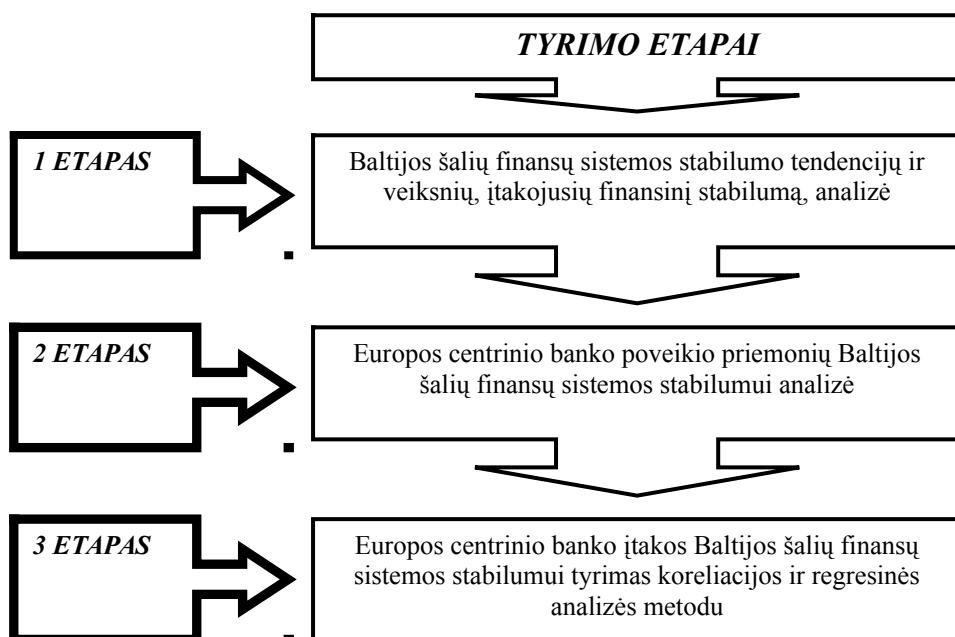 TYRIMO ETAPAI
1 ETAPAS
Baltijos šalių finansų sistemos stabilumo tendencijų ir
veiksnių, įtakojusių finansinį stabilumą, analizė
2 ETAPAS
Europos centrinio banko poveikio priemonių Baltijos
šalių finansų sistemos stabilumui analizė
3 ETAPAS
Europos centrinio banko įtakos Baltijos šalių finansų
sistemos stabilumui tyrimas koreliacijos ir regresinės
analizės metodu